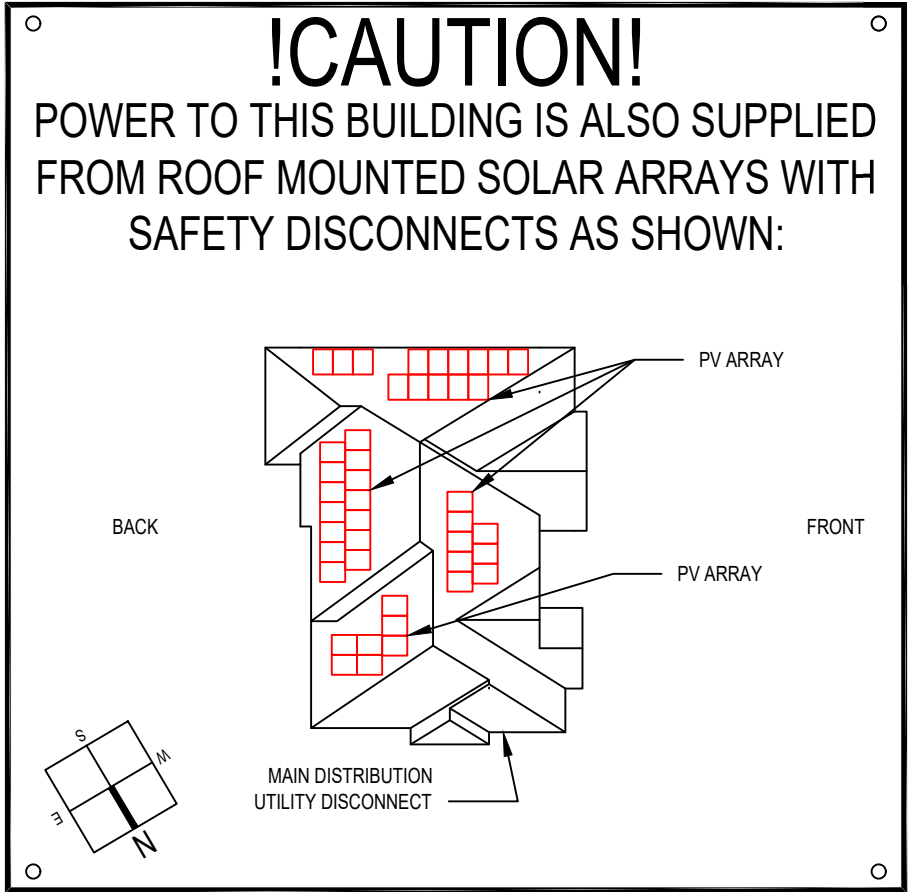 !CAUTION!
POWER TO THIS BUILDING IS ALSO SUPPLIED
FROM ROOF MOUNTED SOLAR ARRAYS WITH
SAFETY DISCONNECTS AS SHOWN:
PV ARRAY
BACK
FRONT
PV ARRAY
MAIN DISTRIBUTION
UTILITY DISCONNECT
S
W
E
N